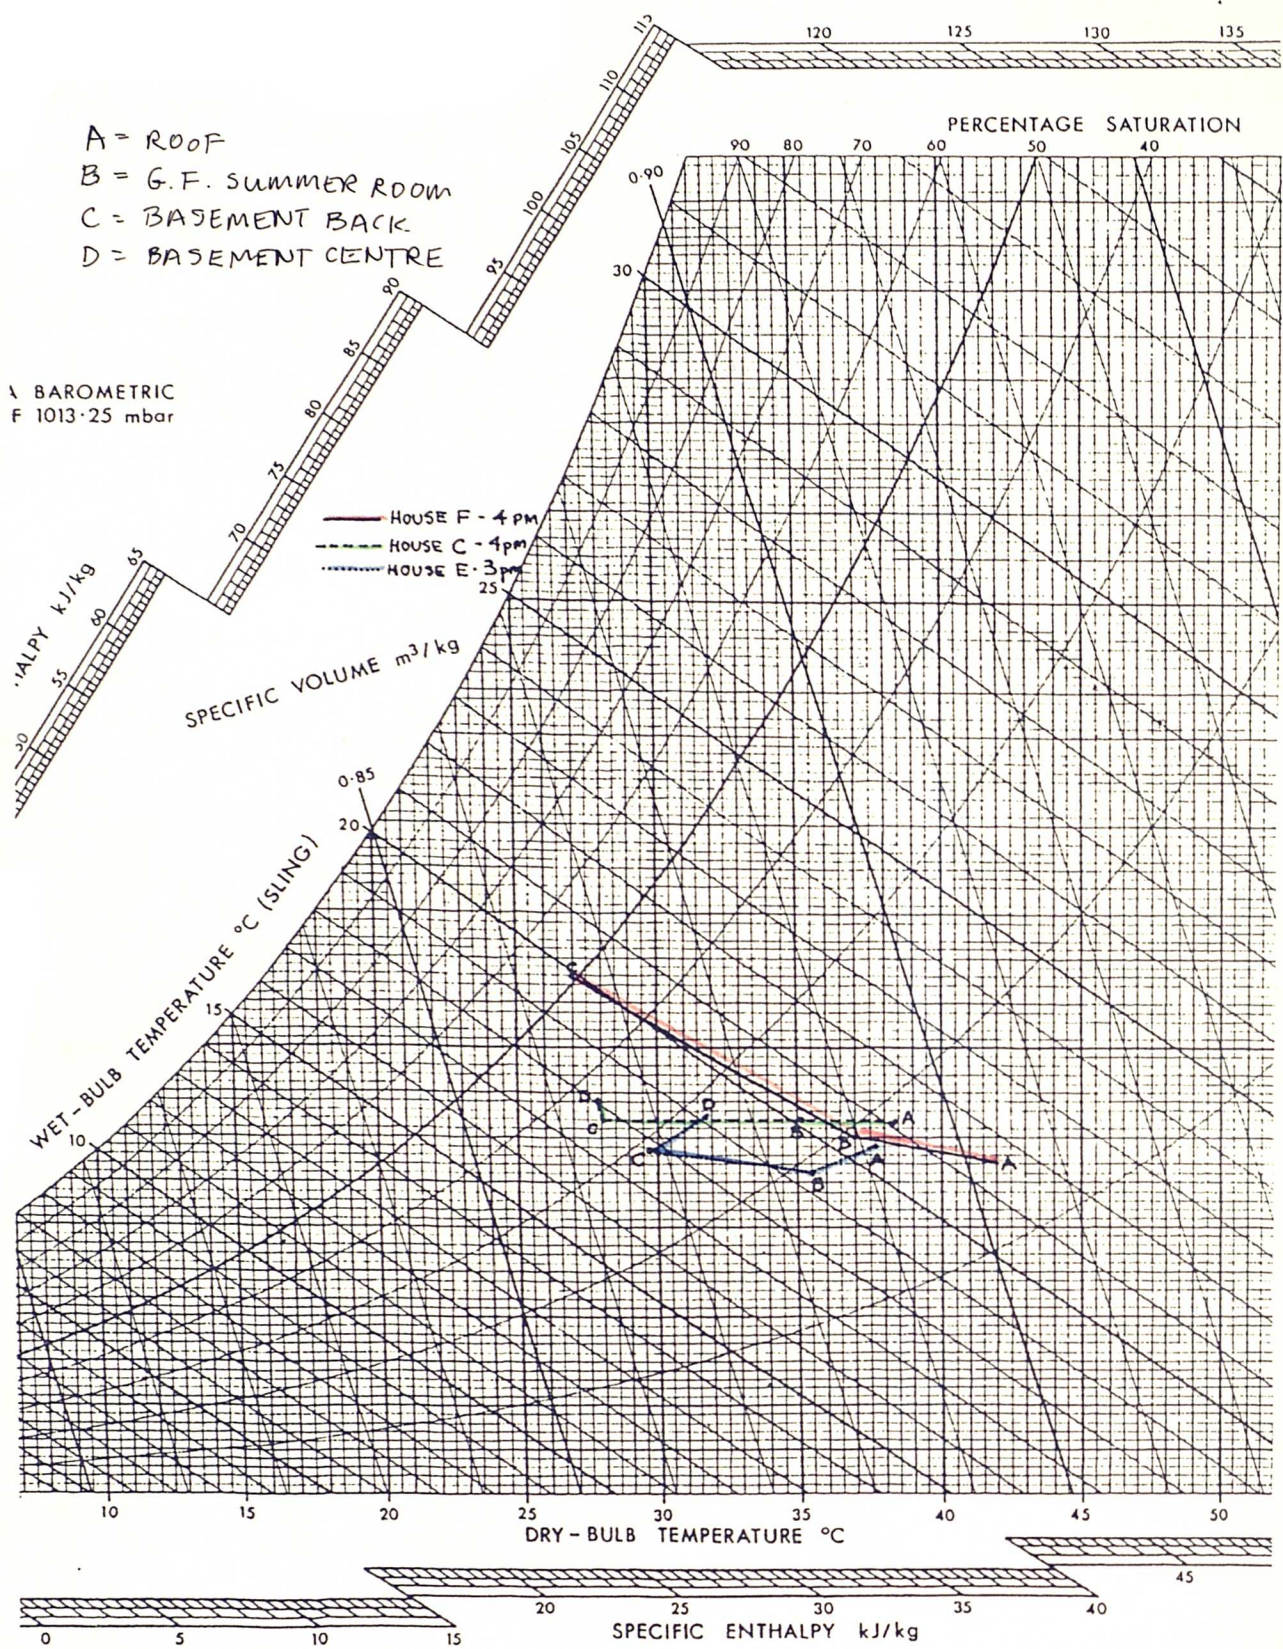 115
120 125 130 135
110
105
100
95
90
85
80
75
70
65
60
55
PERCENTAGE SATURATION
90 80 70 60 50 40
A = ROOF
B = G.F. SUMMER ROOM
C = BASEMENT BACK
D = BASEMENT CENTRE
0·90
30
BAROMETRIC
F 1013·25 mbar
HOUSE F - 4 PM
HOUSE C - 4pm
HOUSE E · 3pm
25
kJ/kg
SPECIFIC VOLUME m³/kg
0·85
20
WET-BULB TEMPERATURE °C (SLING)
15
10
C
D D A
C B B
C A A
B
10 15 20 25 30 35 40 45 50
DRY-BULB TEMPERATURE °C
45
20 25 30 35 40
0 5 10 15
SPECIFIC ENTHALPY kJ/kg